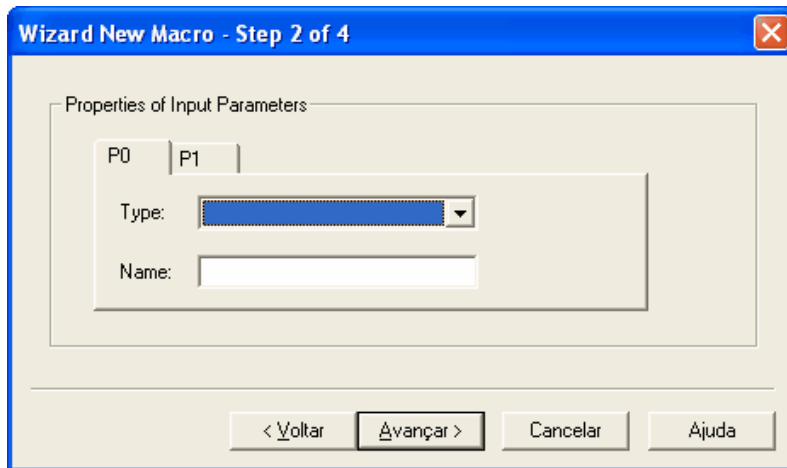 Wizard New Macro - Step 2 of 4
Properties of Input Parameters
P0 P1
Type:
Name:
< Voltar Avançar > Cancelar Ajuda